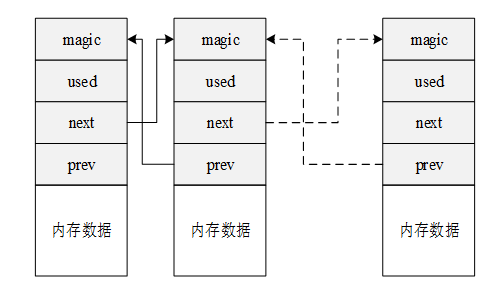 magic
used
next
prev
内存数据
magic
used
next
prev
内存数据
magic
used
next
prev
内存数据